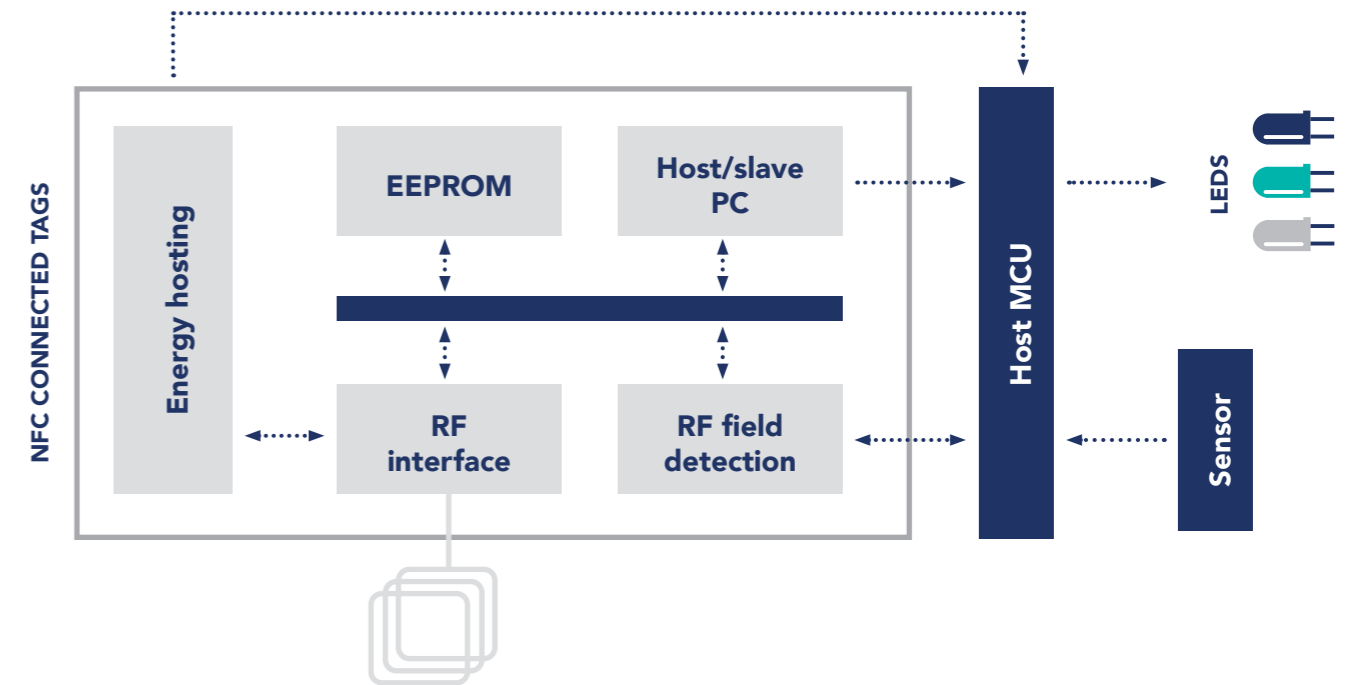 NFC CONNECTED TAGS
Energy hosting
EEPROM
Host/slave
PC
RF
interface
RF field
detection
Host MCU
LEDS
Sensor